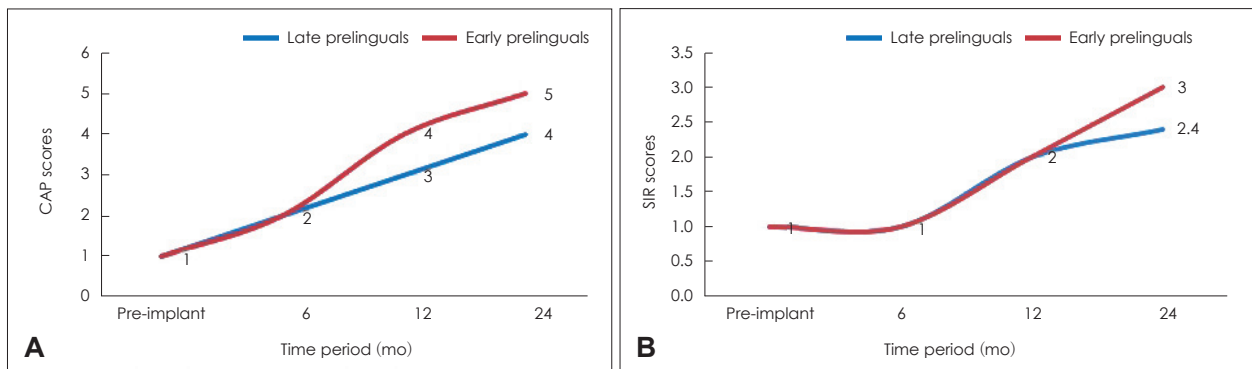 Late prelinguals Early prelinguals
6
5
4
3
2
1
0
CAP scores
1
2
4
3
5
4
Pre-implant 6 12 24
Time period (mo)
A
Late prelinguals Early prelinguals
3.5
3.0
2.5
2.0
1.5
1.0
0.5
0.0
SIR scores
1
1
2
3
2.4
Pre-implant 6 12 24
Time period (mo)
B